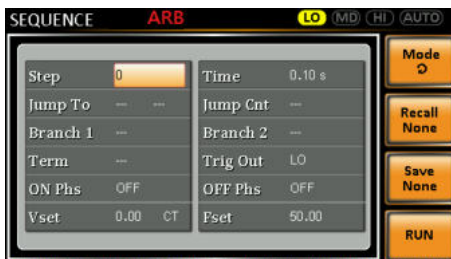 SEQUENCE ARB LO MD HI AUTO
Step 0 Time 0.10 s
Jump To --- --- Jump Cnt ---
Branch 1 --- Branch 2 ---
Term --- Trig Out LO
ON Phs OFF OFF Phs OFF
Vset 0.00 CT Fset 50.00
Mode
Recall
None
Save
None
RUN